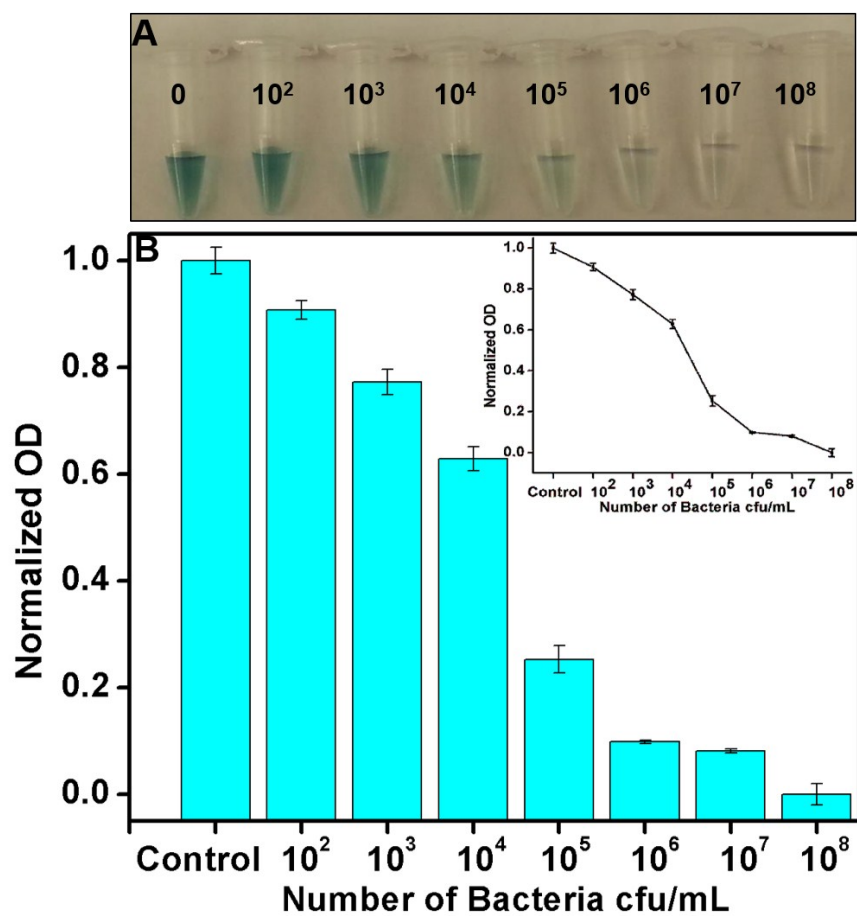 A
0 10² 10³ 10⁴ 10⁵ 10⁶ 10⁷ 10⁸
B
Normalized OD
1.0
0.8
0.6
0.4
0.2
0.0
Control 10² 10³ 10⁴ 10⁵ 10⁶ 10⁷ 10⁸
Number of Bacteria cfu/mL
Normalized OD
1.0
0.8
0.6
0.4
0.2
0.0
Control 10² 10³ 10⁴ 10⁵ 10⁶ 10⁷ 10⁸
Number of Bacteria cfu/mL